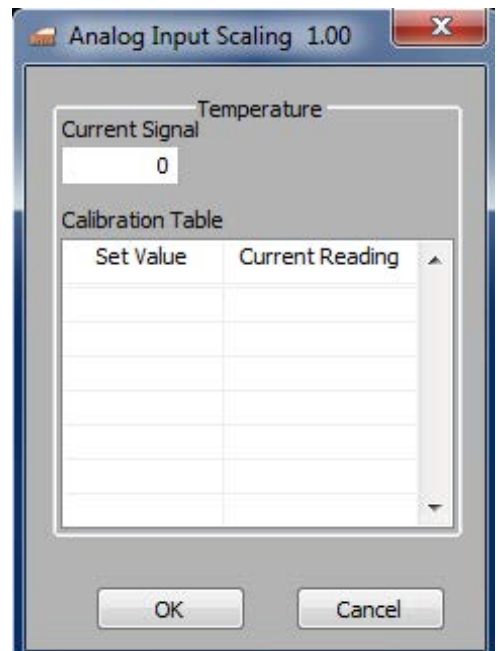 Analog Input Scaling 1.00
Temperature
Current Signal
0
Calibration Table
Set Value Current Reading
OK Cancel